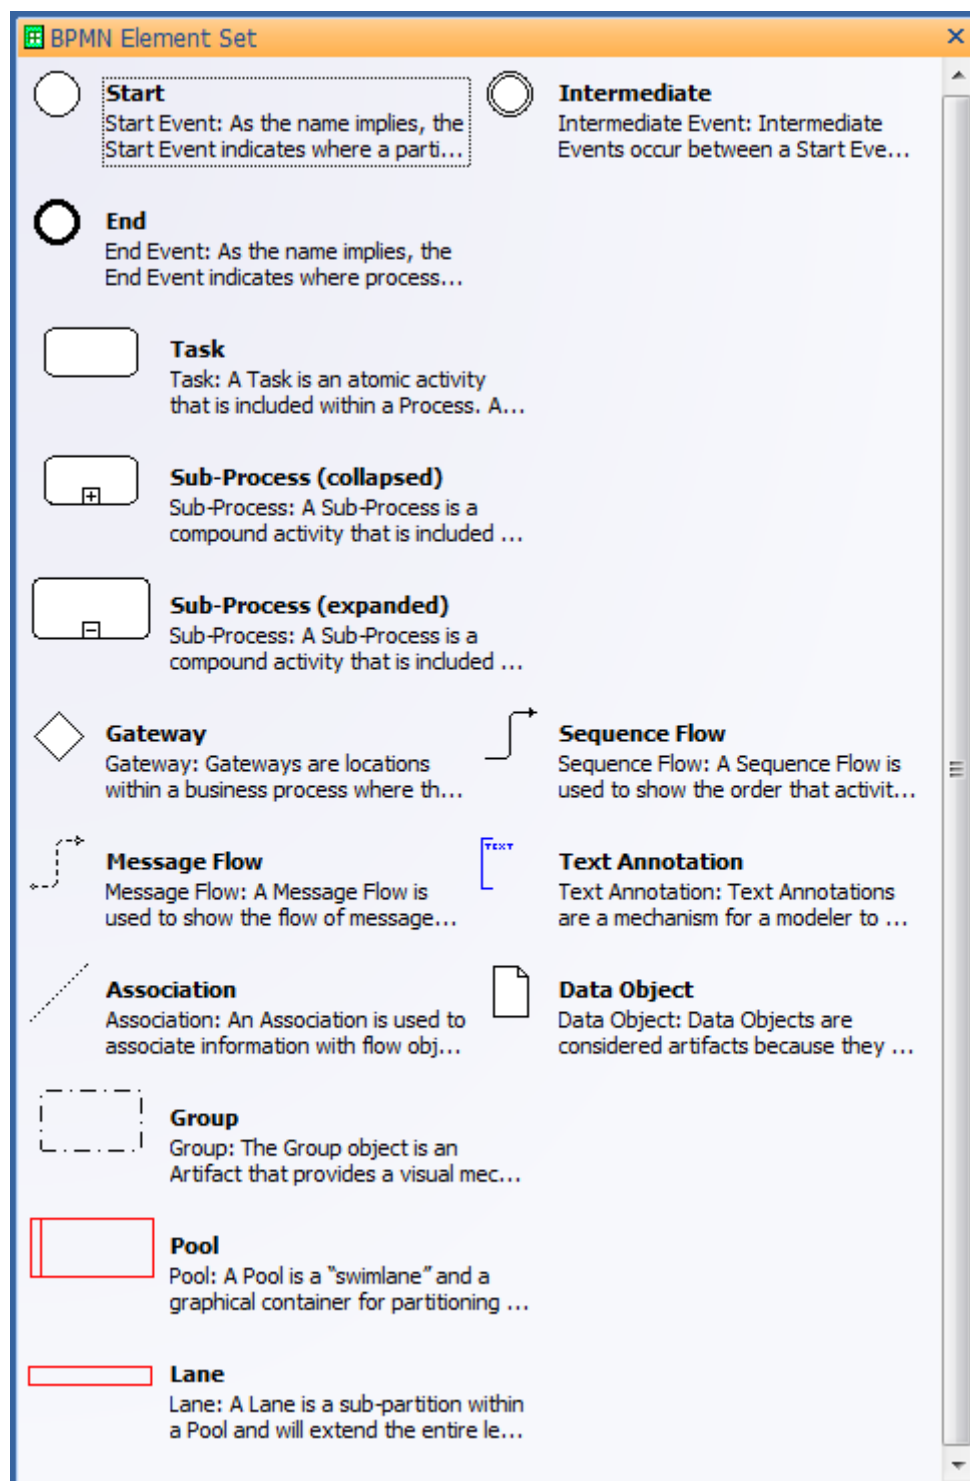 BPMN Element Set
Start
Start Event: As the name implies, the
Start Event indicates where a parti...
Intermediate
Intermediate Event: Intermediate
Events occur between a Start Eve...
End
End Event: As the name implies, the
End Event indicates where process...
Task
Task: A Task is an atomic activity
that is included within a Process. A...
Sub-Process (collapsed)
Sub-Process: A Sub-Process is a
compound activity that is included ...
Sub-Process (expanded)
Sub-Process: A Sub-Process is a
compound activity that is included ...
Gateway
Gateway: Gateways are locations
within a business process where th...
Sequence Flow
Sequence Flow: A Sequence Flow is
used to show the order that activit...
Message Flow
Message Flow: A Message Flow is
used to show the flow of message...
TEXT
Text Annotation
Text Annotation: Text Annotations
are a mechanism for a modeler to ...
Association
Association: An Association is used to
associate information with flow obj...
Data Object
Data Object: Data Objects are
considered artifacts because they ...
Group
Group: The Group object is an
Artifact that provides a visual mec...
Pool
Pool: A Pool is a “swimlane” and a
graphical container for partitioning ...
Lane
Lane: A Lane is a sub-partition within
a Pool and will extend the entire le...